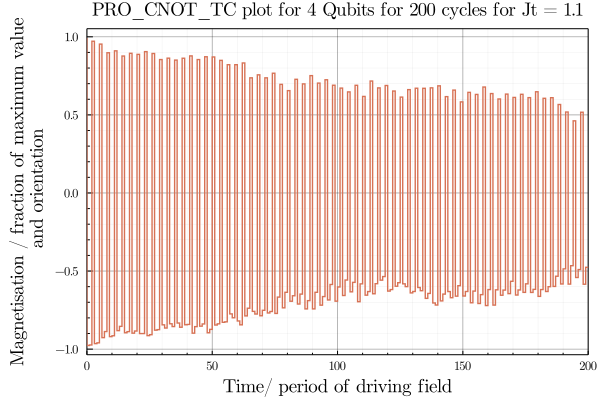 PRO_CNOT_TC plot for 4 Qubits for 200 cycles for Jt = 1.1
Magnetisation / fraction of maximum value
and orientation
1.0
0.5
0.0
−0.5
−1.0
0 50 100 150 200
Time/ period of driving field